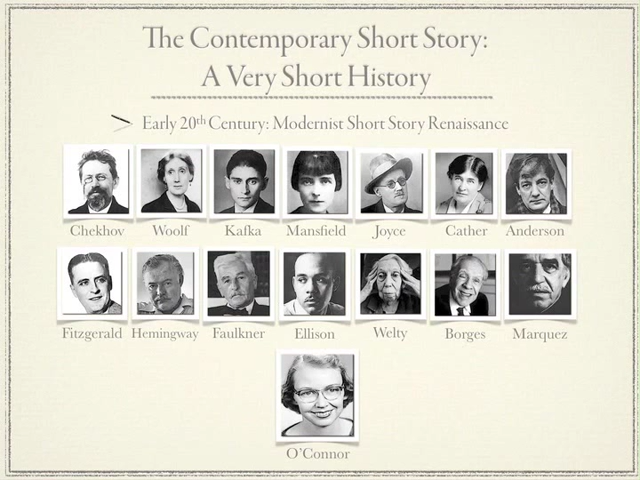 The Contemporary Short Story:
A Very Short History
Early 20th Century: Modernist Short Story Renaissance
Chekhov Woolf Kafka Mansfield Joyce Cather Anderson
Fitzgerald Hemingway Faulkner Ellison Welty Borges Marquez
O'Connor